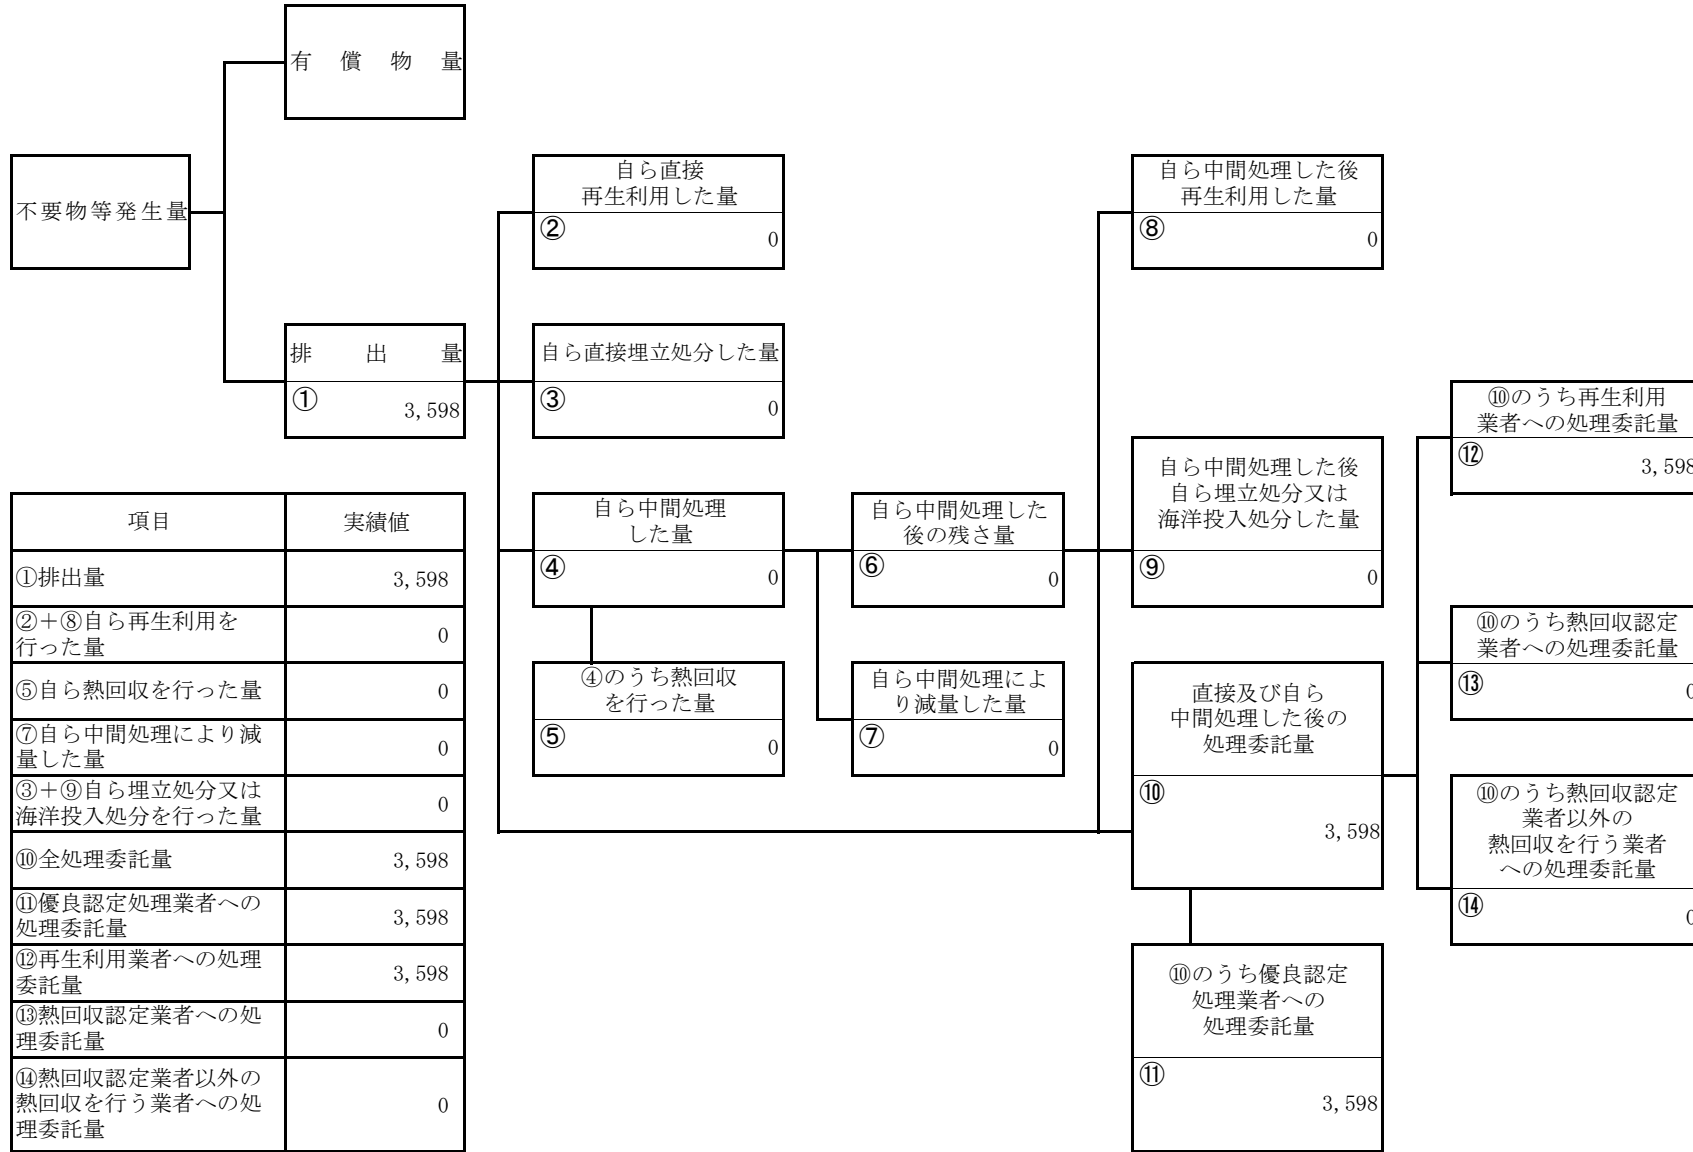 有償物量
不要物等発生量
自ら直接
再生利用した量
②
0
自ら中間処理した後
再生利用した量
⑧
0
排出量
①
3,598
自ら直接埋立処分した量
③
0
⑩のうち再生利用
業者への処理委託量
⑫
3,598
自ら中間処理
した量
④
0
自ら中間処理した
後の残さ量
⑥
0
自ら中間処理した後
自ら埋立処分又は
海洋投入処分した量
⑨
0
⑩のうち熱回収認定
業者への処理委託量
⑬
0
④のうち熱回収
を行った量
⑤
0
自ら中間処理によ
り減量した量
⑦
0
直接及び自ら
中間処理した後の
処理委託量
⑩
3,598
⑩のうち熱回収認定
業者以外の
熱回収を行う業者
への処理委託量
⑭
0
⑩のうち優良認定
処理業者への
処理委託量
⑪
3,598
項目
実績値
①排出量
3,598
②＋⑧自ら再生利用を
行った量
0
⑤自ら熱回収を行った量
0
⑦自ら中間処理により減
量した量
0
③＋⑨自ら埋立処分又は
海洋投入処分を行った量
0
⑩全処理委託量
3,598
⑪優良認定処理業者への
処理委託量
3,598
⑫再生利用業者への処理
委託量
3,598
⑬熱回収認定業者への処
理委託量
0
⑭熱回収認定業者以外の
熱回収を行う業者への処
理委託量
0